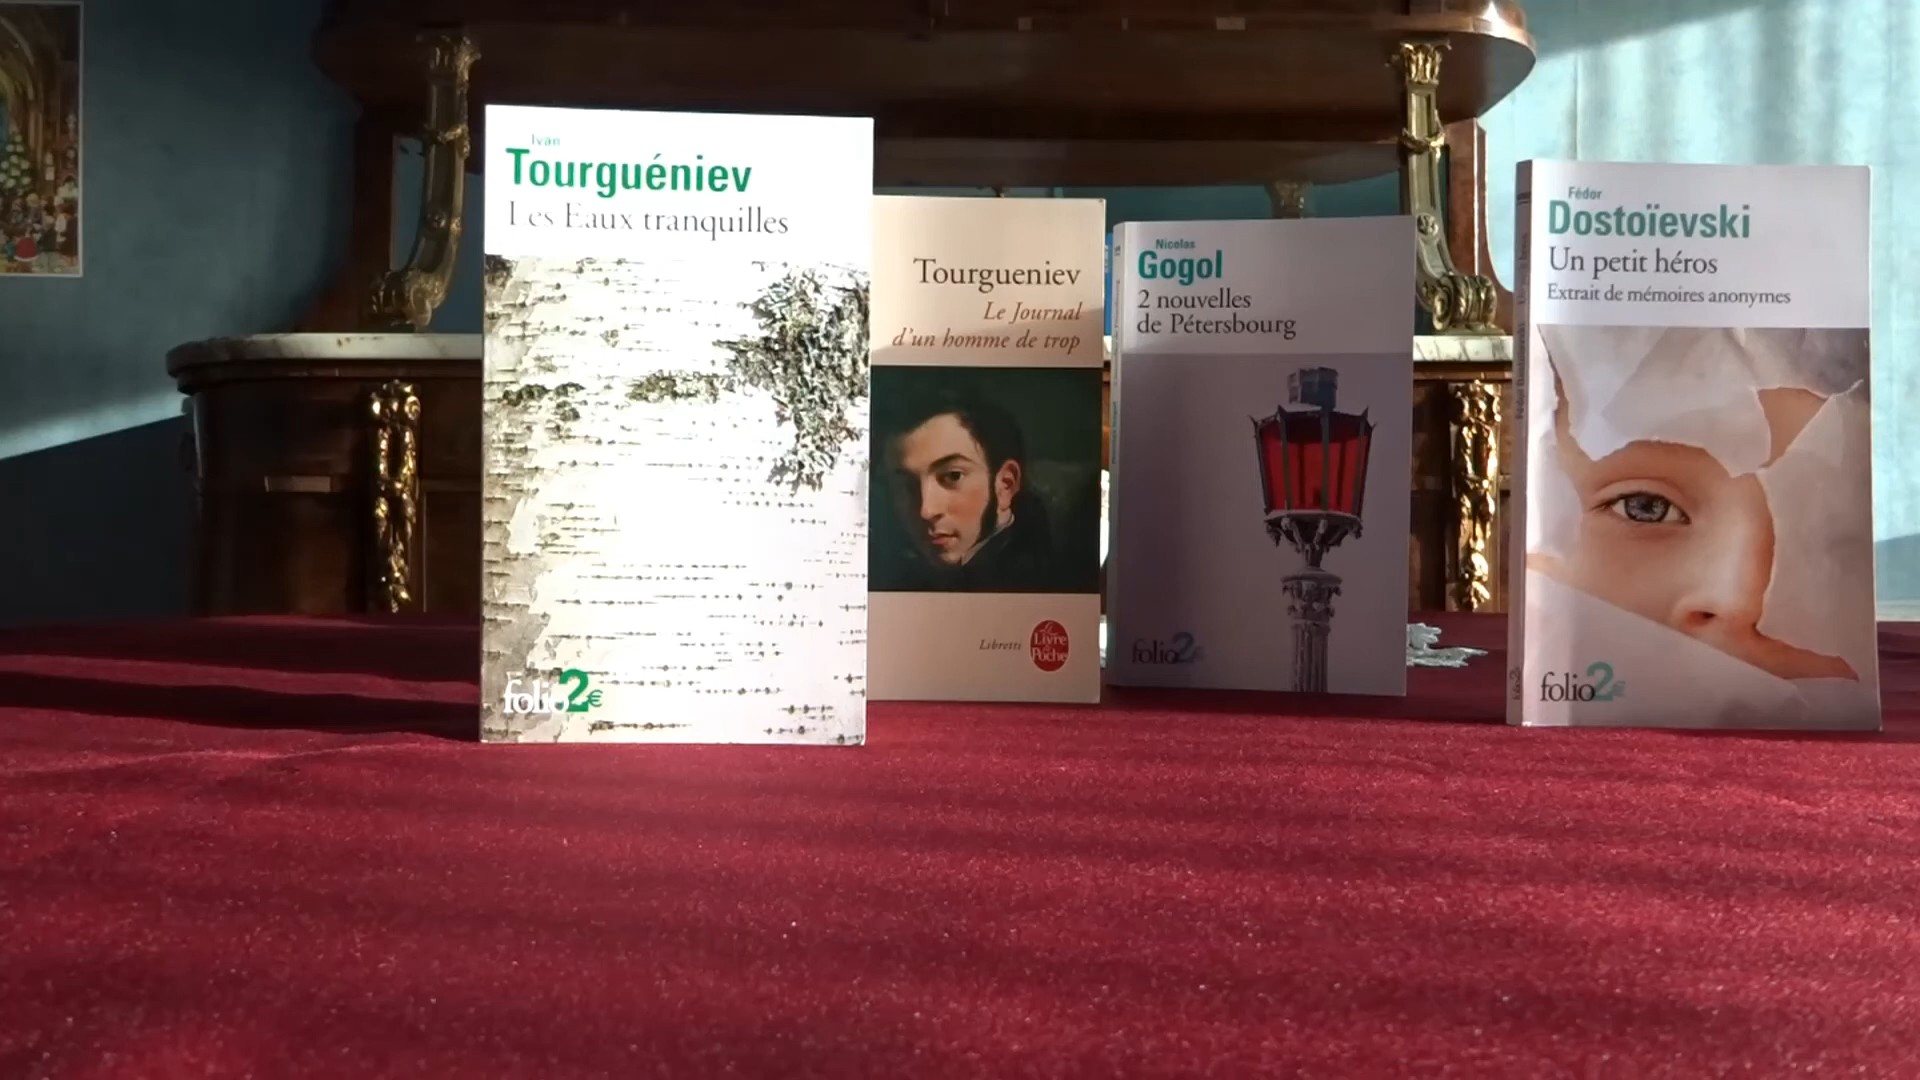 Ivan
Tourguéniev
Les Eaux tranquilles
folio2€
Tourgueniev
Le Journal
d'un homme de trop
Libretti
Le Livre de Poche
Nicolas
Gogol
2 nouvelles
de Pétersbourg
folio2€
Fédor
Dostoïevski
Un petit héros
Extrait de mémoires anonymes
folio2€